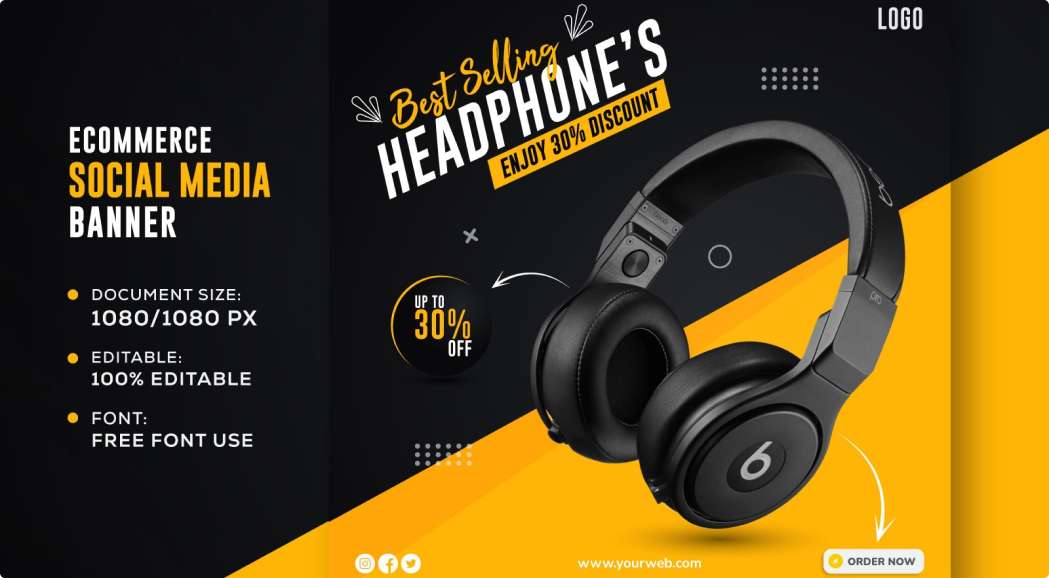 ECOMMERCE
SOCIAL MEDIA
BANNER
DOCUMENT SIZE:
1080/1080 PX
EDITABLE:
100% EDITABLE
FONT:
FREE FONT USE
LOGO
Best Selling
HEADPHONE'S
ENJOY 30% DISCOUNT
UP TO
30%
OFF
pro
www.yourweb.com
ORDER NOW